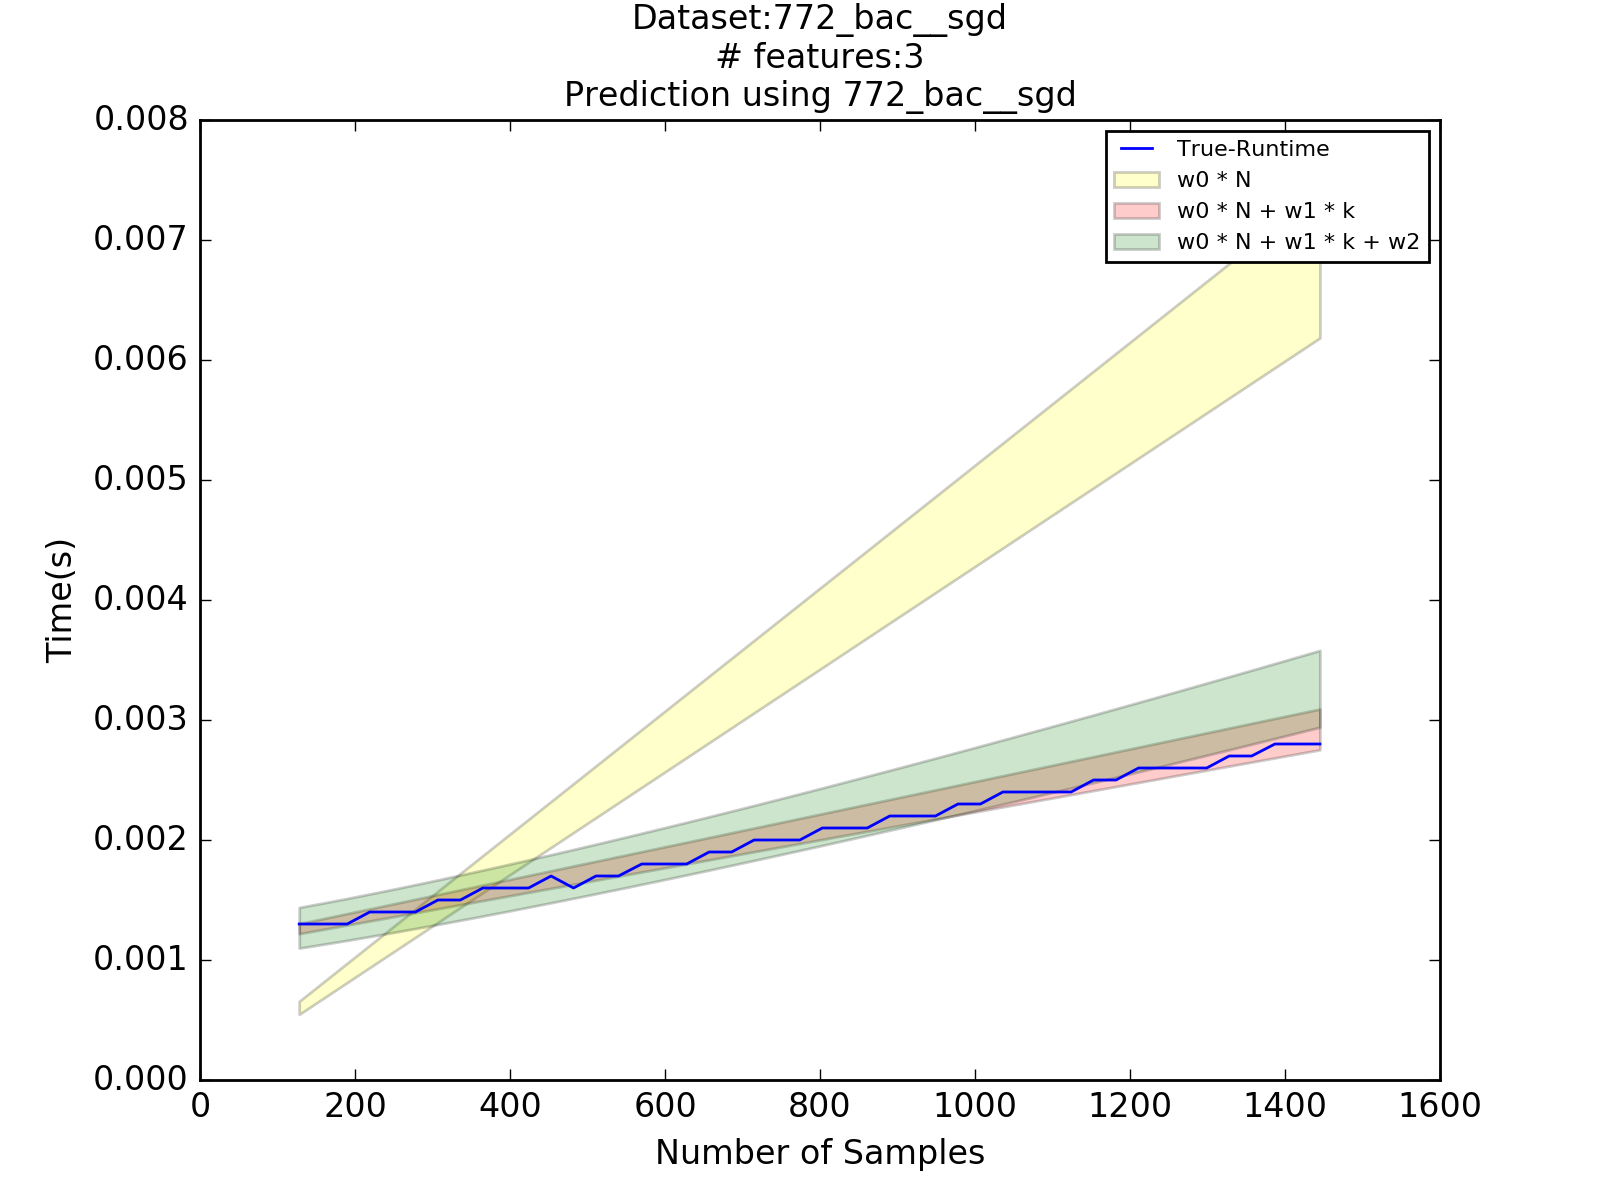 Dataset:772_bac__sgd
# features:3
Prediction using 772_bac__sgd
0.008
0.007
0.006
0.005
0.004
0.003
0.002
0.001
0.000
Time(s)
True-Runtime
w0 * N
w0 * N + w1 * k
w0 * N + w1 * k + w2
0 200 400 600 800 1000 1200 1400 1600
Number of Samples